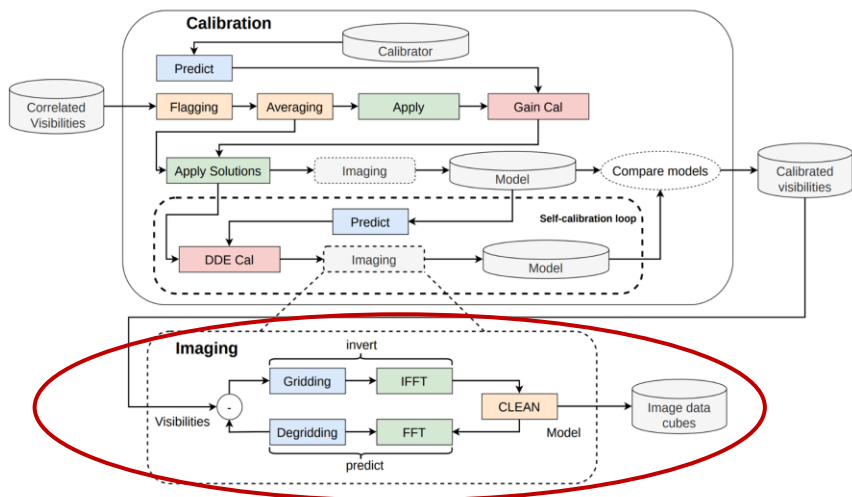 Calibration
Calibrator
Predict
Correlated
Visibilities
Flagging
Averaging
Apply
Gain Cal
Apply Solutions
Imaging
Model
Compare models
Calibrated
visibilities
Predict
Self-calibration loop
DDE Cal
Imaging
Model
Imaging
invert
Gridding
IFFT
-
CLEAN
Image data
cubes
Visibilities
Degridding
FFT
Model
predict